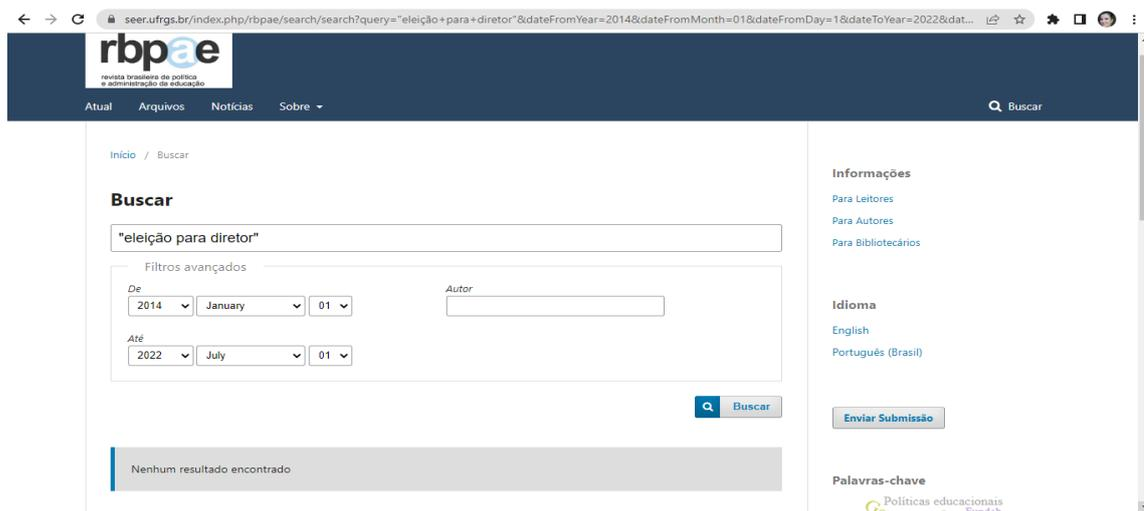 seer.ufrgs.br/index.php/rbpae/search/search?query="eleição+para+diretor"&dateFromYear=2014&dateFromMonth=01&dateFromDay=1&dateToYear=2022&dat...
rbpae
revista brasileira de política
e administração da educação
Atual Arquivos Notícias Sobre
Buscar
Início / Buscar
Buscar
"eleição para diretor"
Filtros avançados
De
2014 January 01
Autor
Até
2022 July 01
Buscar
Nenhum resultado encontrado
Informações
Para Leitores
Para Autores
Para Bibliotecários
Idioma
English
Português (Brasil)
Enviar Submissão
Palavras-chave
Políticas educacionais